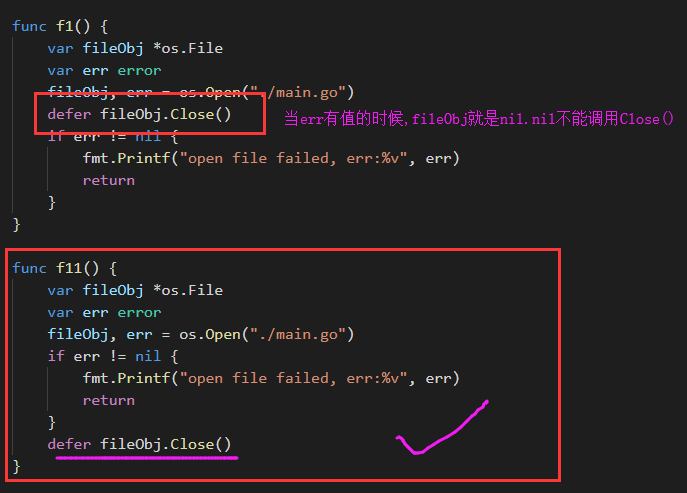 func f1() {
    var fileObj *os.File
    var err error
    fileObj, err = os.Open("./main.go")
    defer fileObj.Close() 当err有值的时候,fileObj就是nil.nil不能调用Close()
    if err != nil {
        fmt.Printf("open file failed, err:%v", err)
        return
    }
}
func f11() {
    var fileObj *os.File
    var err error
    fileObj, err = os.Open("./main.go")
    if err != nil {
        fmt.Printf("open file failed, err:%v", err)
        return
    }
    defer fileObj.Close()
}